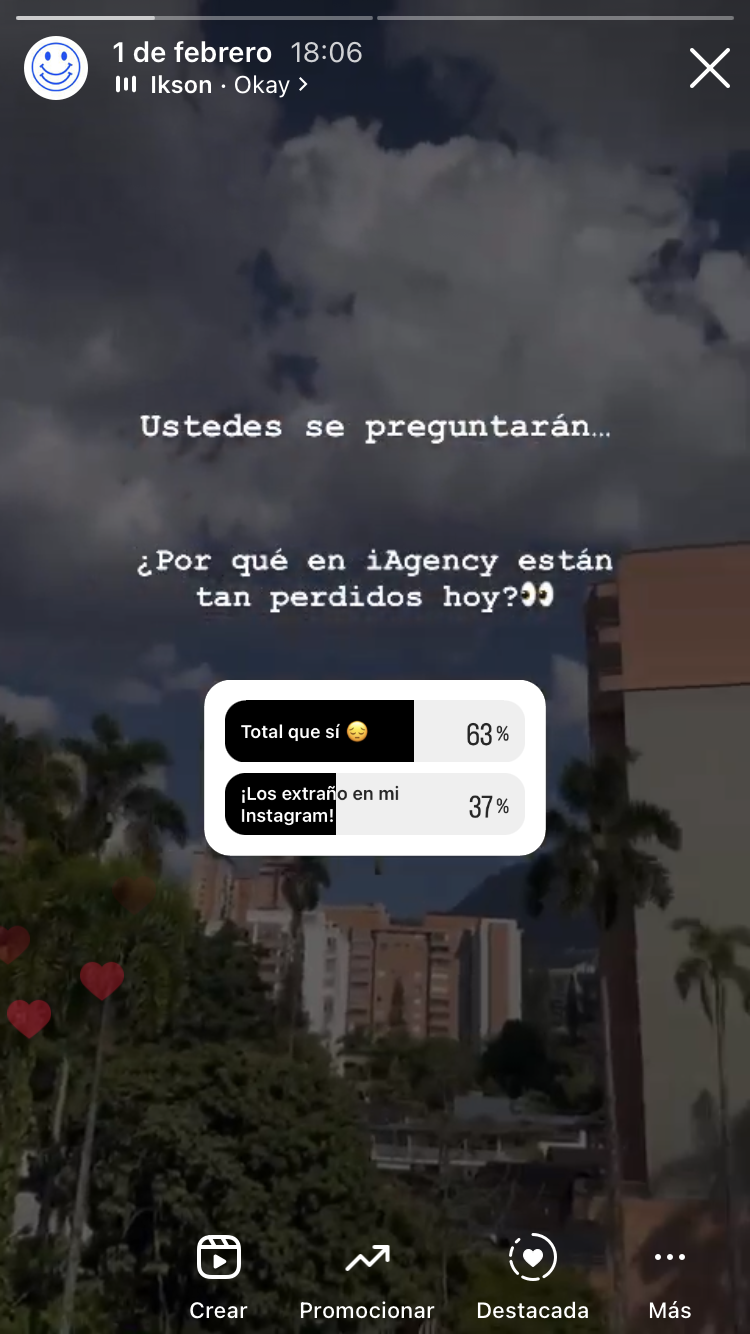 1 de febrero 18:06
Ikson · Okay >
Ustedes se preguntarán...
¿Por qué en iAgency están
tan perdidos hoy?👀
Total que sí 😔
63%
¡Los extraño en mi
Instagram!
37%
Crear
Promocionar
Destacada
Más